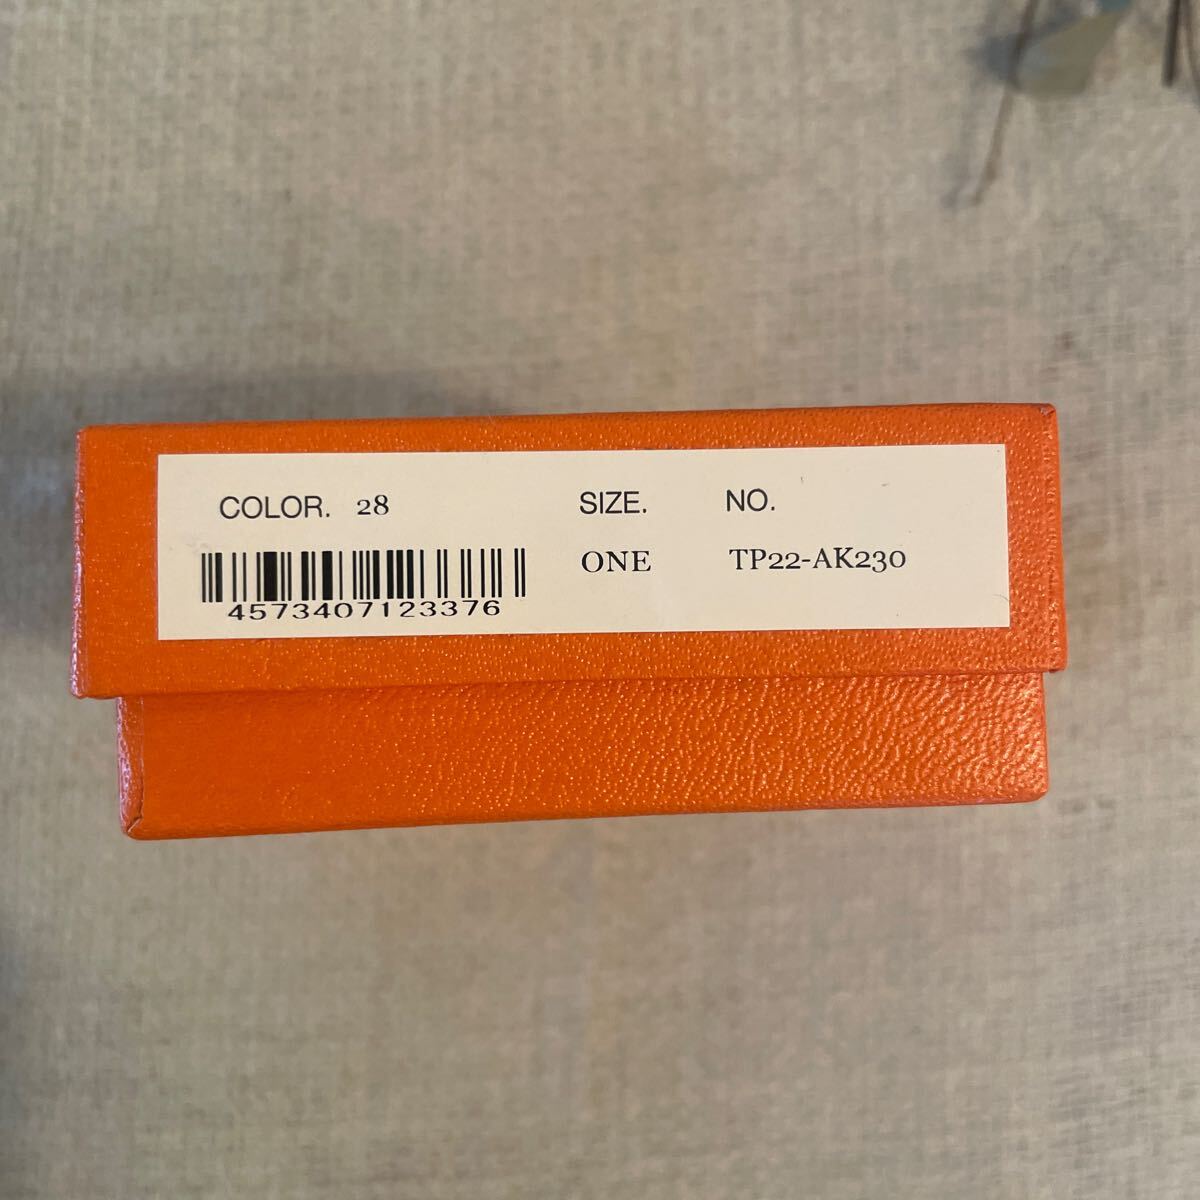 COLOR. 28 SIZE. NO.
ONE TP22-AK230
4573407123376